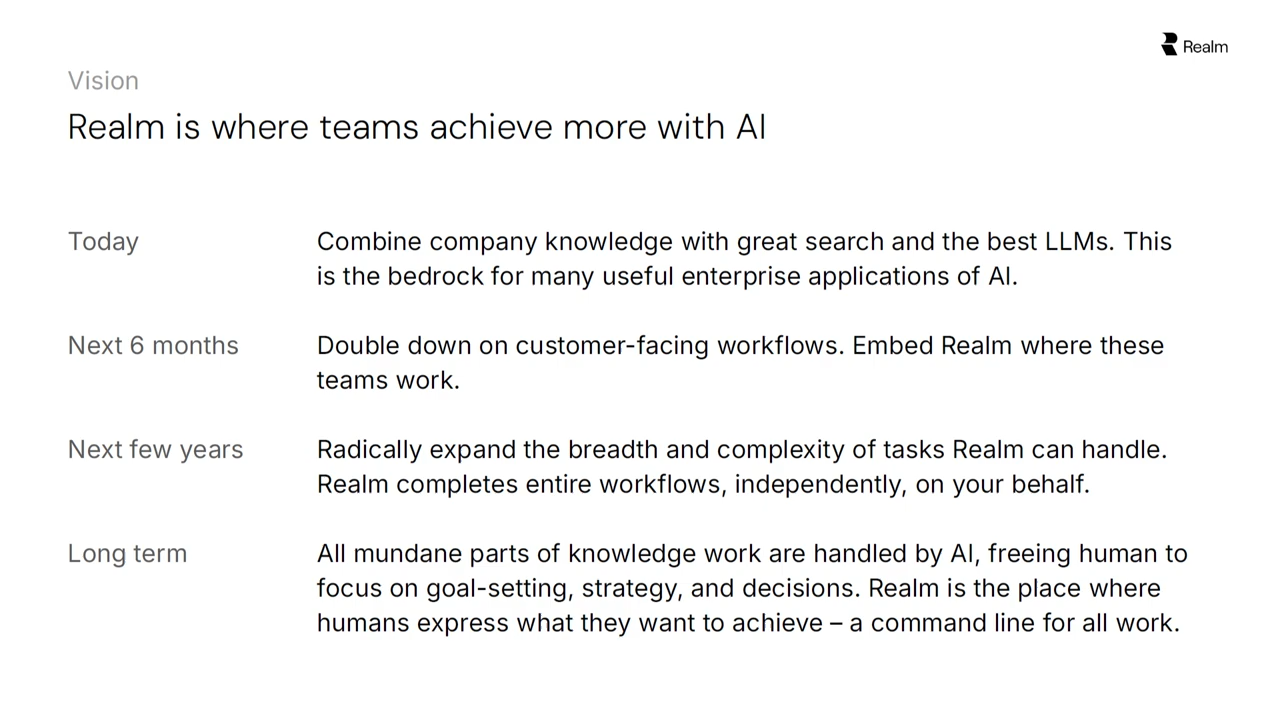 Realm
Vision
Realm is where teams achieve more with AI
Today
Combine company knowledge with great search and the best LLMs. This
is the bedrock for many useful enterprise applications of AI.
Next 6 months
Double down on customer-facing workflows. Embed Realm where these
teams work.
Next few years
Radically expand the breadth and complexity of tasks Realm can handle.
Realm completes entire workflows, independently, on your behalf.
Long term
All mundane parts of knowledge work are handled by AI, freeing human to
focus on goal-setting, strategy, and decisions. Realm is the place where
humans express what they want to achieve – a command line for all work.